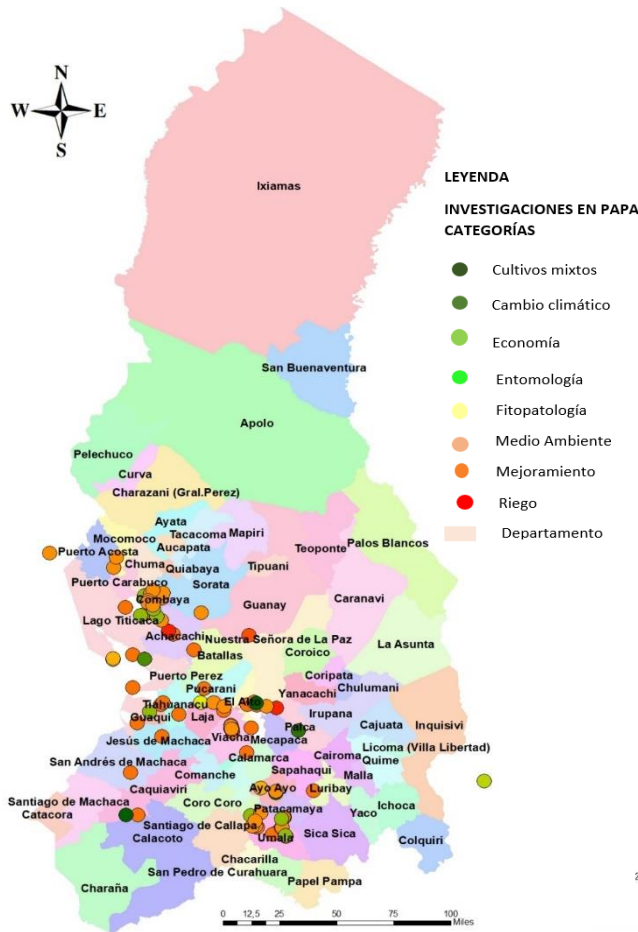 N
W E
S
LEYENDA
INVESTIGACIONES EN PAPA
CATEGORÍAS
Cultivos mixtos
Cambio climático
Economía
Entomología
Fitopatología
Medio Ambiente
Mejoramiento
Riego
Departamento
Ixiamas
San Buenaventura
Apolo
Pelechuco
Curva
Charazani (Gral.Perez)
Ayata
Mocomoco Tacacoma Mapiri
Puerto Acosta Aucapata Teoponte Palos Blancos
Chuma Quiabaya Tipuani
Puerto Carabuco Sorata
Combaya Guanay Caranavi
Lago Titicaca
Achacachi Nuestra Señora de La Paz La Asunta
Batallas Coroico
Puerto Perez Coripata
Pucarani Yanacachi Chulumani
Tiahuanacu El Alto
Guaqui Laja Irupana Inquisivi
Viacha Palca Cajuata
Jesús de Machaca Mecapaca Licoma (Villa Libertad)
San Andrés de Machaca Calamarca Cairoma Quime
Comanche Sapahaqui Malla
Caquiaviri Ayo Ayo Luribay
Santiago de Machaca Coro Coro Patacamaya Yaco Ichoca
Catacora
Santiago de Callapa
Calacoto Umala Sica Sica Colquiri
Chacarilla
San Pedro de Curahuara
Charaña Papel Pampa
2
0 12,5 25 50 75 100
Miles